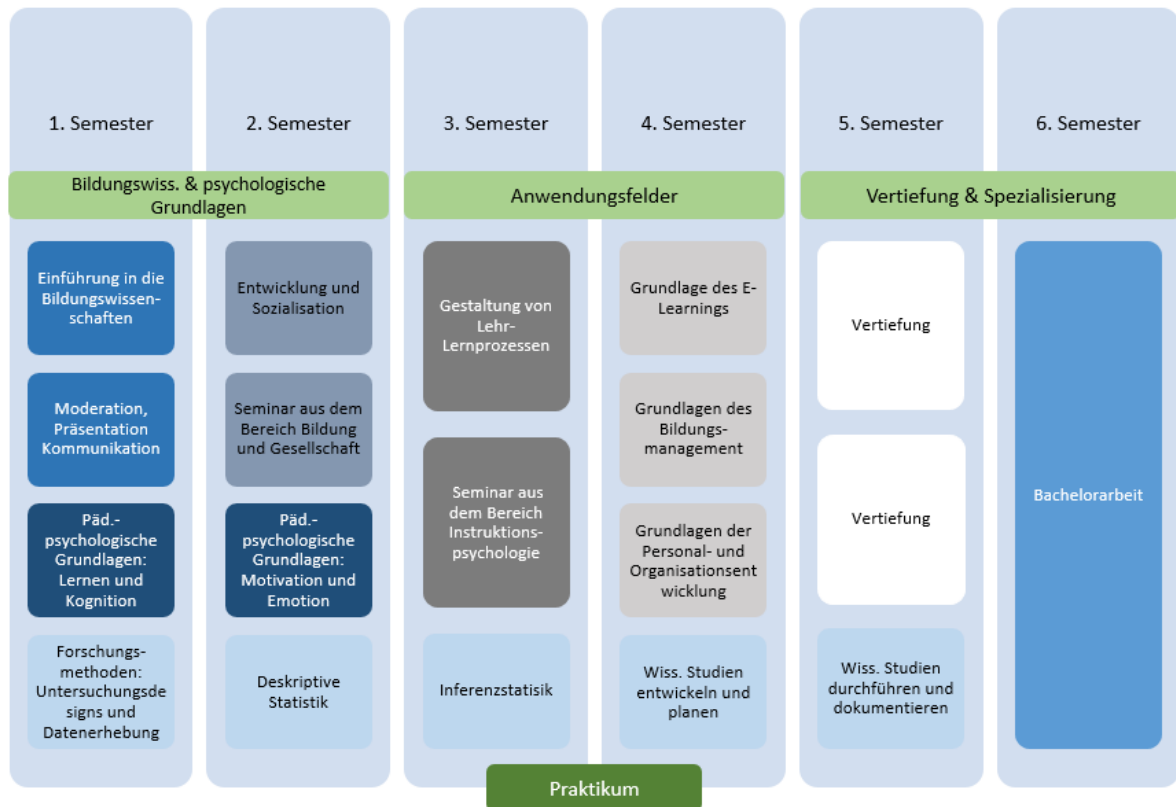 1. Semester
2. Semester
3. Semester
4. Semester
5. Semester
6. Semester
Bildungswiss. & psychologische
Grundlagen
Anwendungsfelder
Vertiefung & Spezialisierung
Einführung in die
Bildungswissen-
schaften
Entwicklung und
Sozialisation
Gestaltung von
Lehr-
Lernprozessen
Grundlage des E-
Learnings
Vertiefung
Moderation,
Präsentation
Kommunikation
Seminar aus dem
Bereich Bildung
und Gesellschaft
Seminar aus
dem Bereich
Instruktions-
psychologie
Grundlagen des
Bildungs-
management
Vertiefung
Bachelorarbeit
Päd.-
psychologische
Grundlagen:
Lernen und
Kognition
Päd.-
psychologische
Grundlagen:
Motivation und
Emotion
Grundlagen der
Personal- und
Organisationsent
wicklung
Forschungs-
methoden:
Untersuchungsde
signs und
Datenerhebung
Deskriptive
Statistik
Inferenzstatisik
Wiss. Studien
entwickeln und
planen
Wiss. Studien
durchführen und
dokumentieren
Praktikum